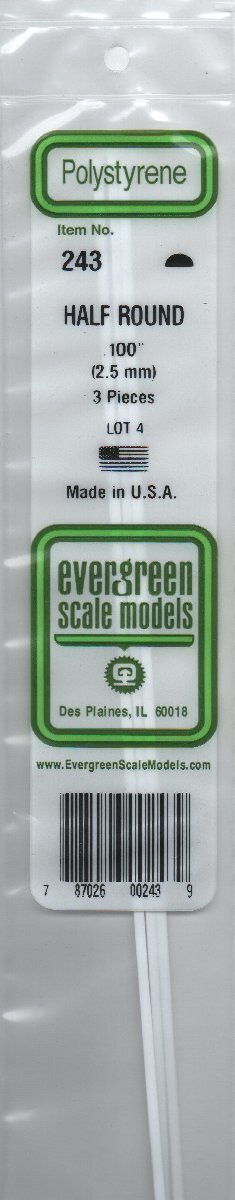 Polystyrene
Item No.
243
HALF ROUND
.100"
(2.5 mm)
3 Pieces
LOT 4
Made in U.S.A.
evergreen
scale models
Des Plaines, IL 60018
www.EvergreenScaleModels.com
7 87026 00243 9